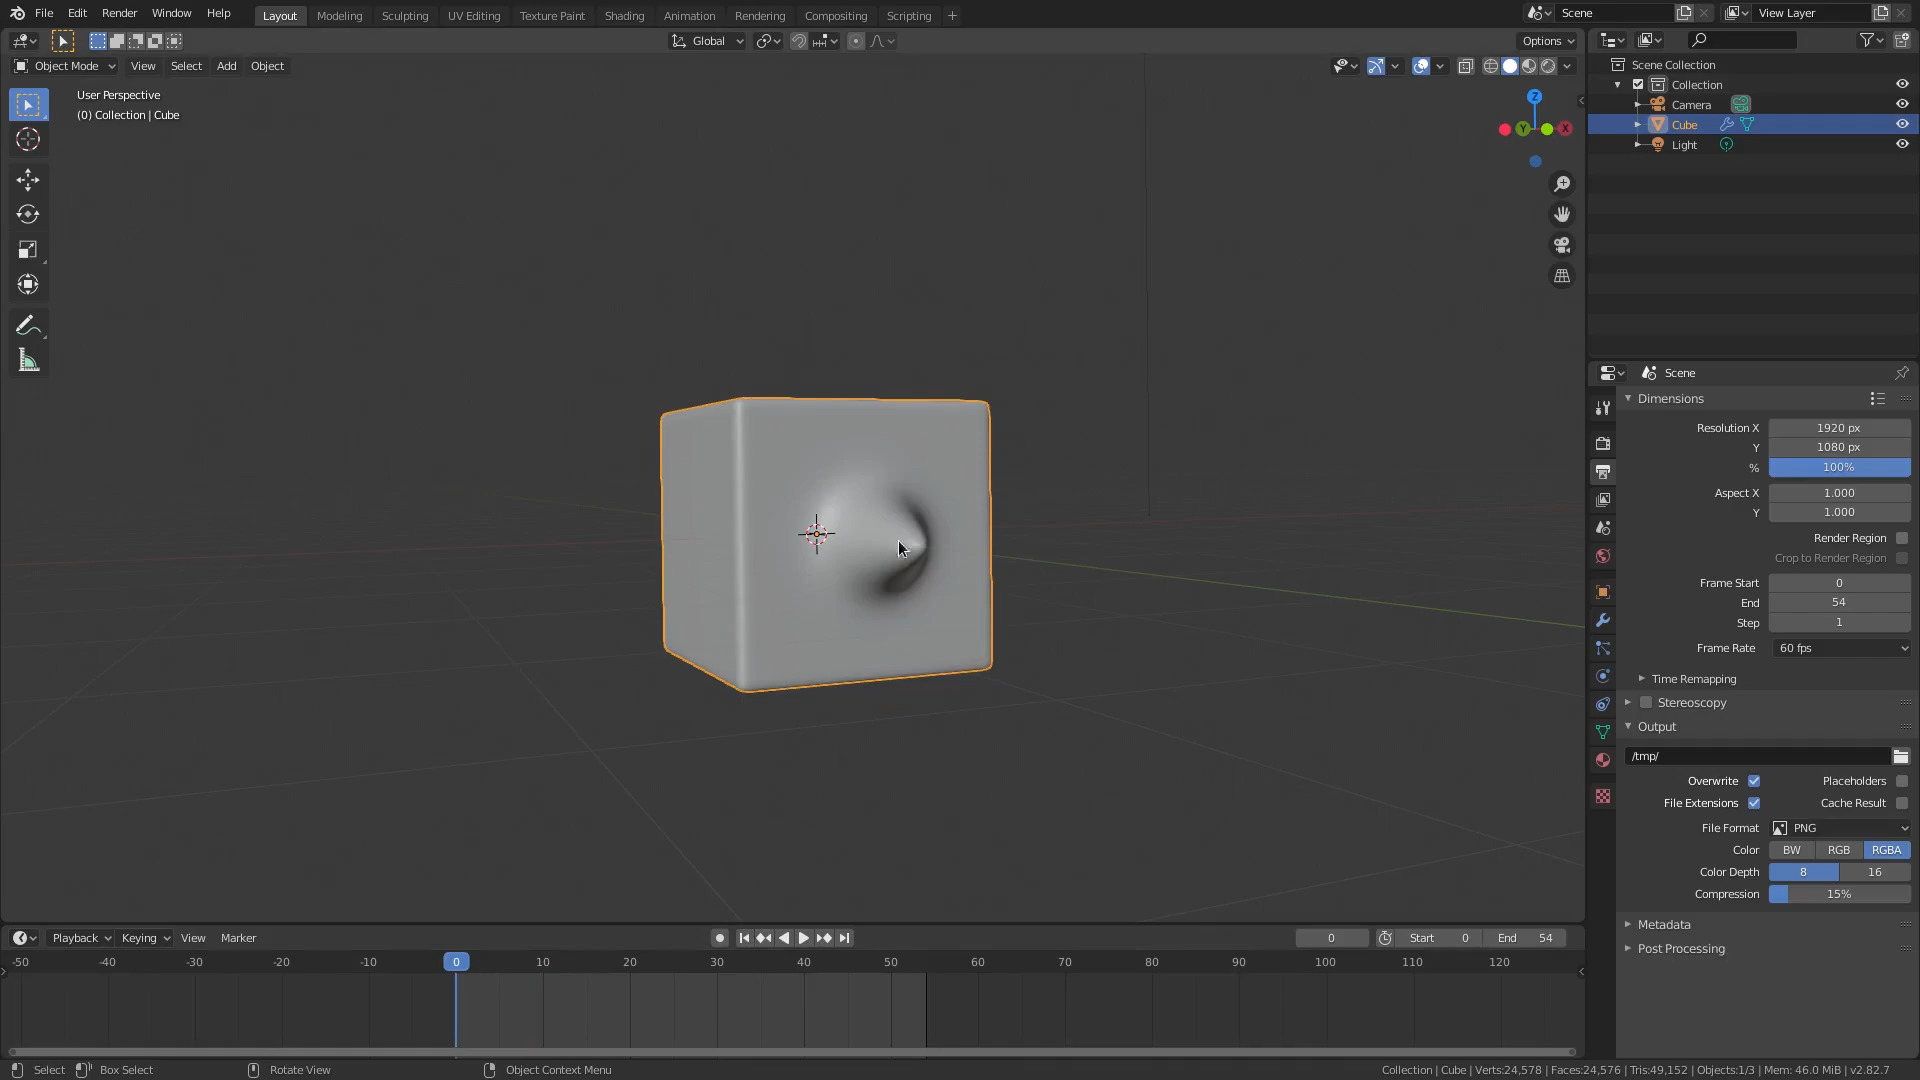 File Edit Render Window Help
Layout Modeling Sculpting UV Editing Texture Paint Shading Animation Rendering Compositing Scripting +
Scene
View Layer
Global
Options
Object Mode View Select Add Object
User Perspective
(0) Collection | Cube
Z
Y
X
Scene Collection
Collection
Camera
Cube
Light
Scene
Dimensions
Resolution X 1920 px
Y 1080 px
% 100%
Aspect X 1.000
Y 1.000
Render Region
Crop to Render Region
Frame Start 0
End 54
Step 1
Frame Rate 60 fps
Time Remapping
Stereoscopy
Output
/tmp/
Overwrite Placeholders
File Extensions Cache Result
File Format PNG
Color BW RGB RGBA
Color Depth 8 16
Compression 15%
Metadata
Post Processing
Playback Keying View Marker
0 Start 0 End 54
-50 -40 -30 -20 -10 0 10 20 30 40 50 60 70 80 90 100 110 120
Select Box Select Rotate View Object Context Menu
Collection | Cube | Verts:24,578 | Faces:24,576 | Tris:49,152 | Objects:1/3 | Mem: 46.0 MiB | v2.82.7